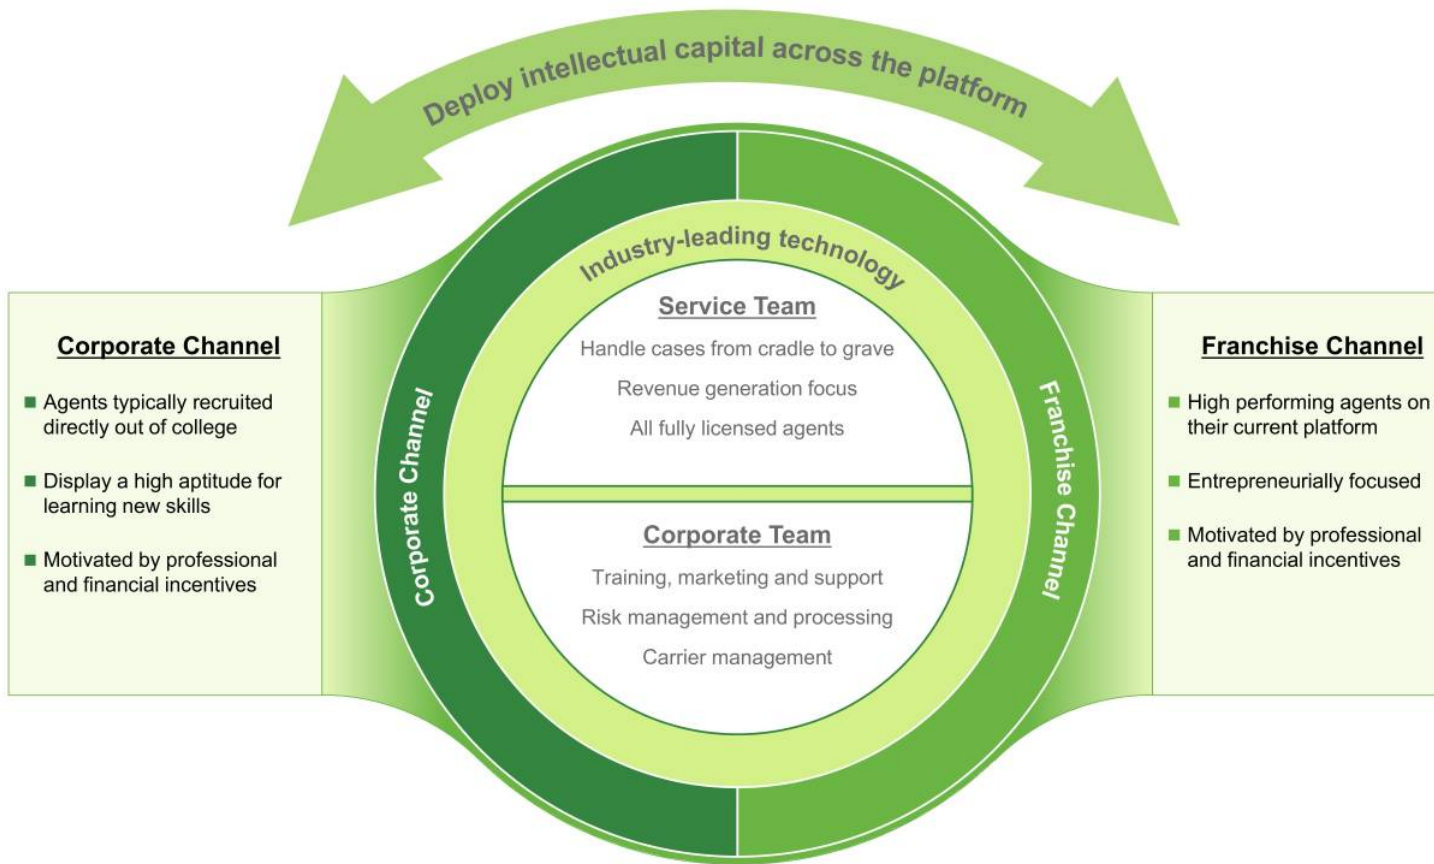 Deploy intellectual capital across the platform
Industry-leading technology
Corporate Channel
Franchise Channel
Service Team
Handle cases from cradle to grave
Revenue generation focus
All fully licensed agents
Corporate Team
Training, marketing and support
Risk management and processing
Carrier management
Corporate Channel
Agents typically recruited
directly out of college
Display a high aptitude for
learning new skills
Motivated by professional
and financial incentives
Franchise Channel
High performing agents on
their current platform
Entrepreneurially focused
Motivated by professional
and financial incentives